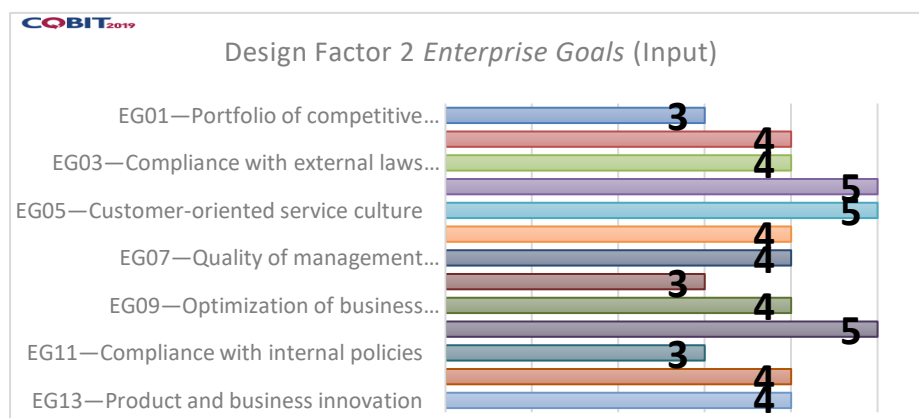 COBIT 2019
Design Factor 2 Enterprise Goals (Input)
EG01—Portfolio of competitive... 3
4
EG03—Compliance with external laws... 4
5
EG05—Customer-oriented service culture 5
4
EG07—Quality of management... 4
3
EG09—Optimization of business... 4
5
EG11—Compliance with internal policies 3
4
EG13—Product and business innovation 4